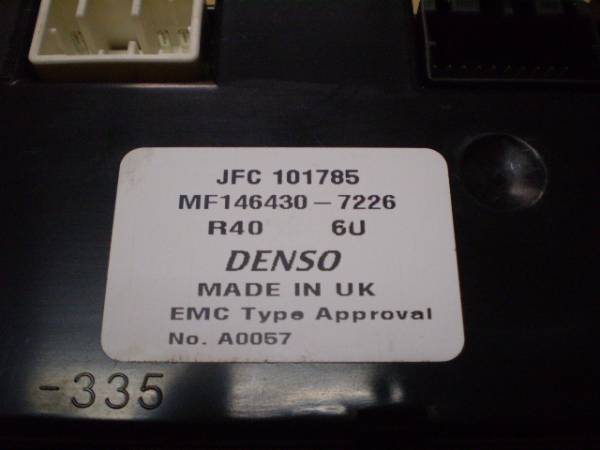 JFC 101785
MF146430-7226
R40 6U
DENSO
MADE IN UK
EMC Type Approval
No. A0057
-335